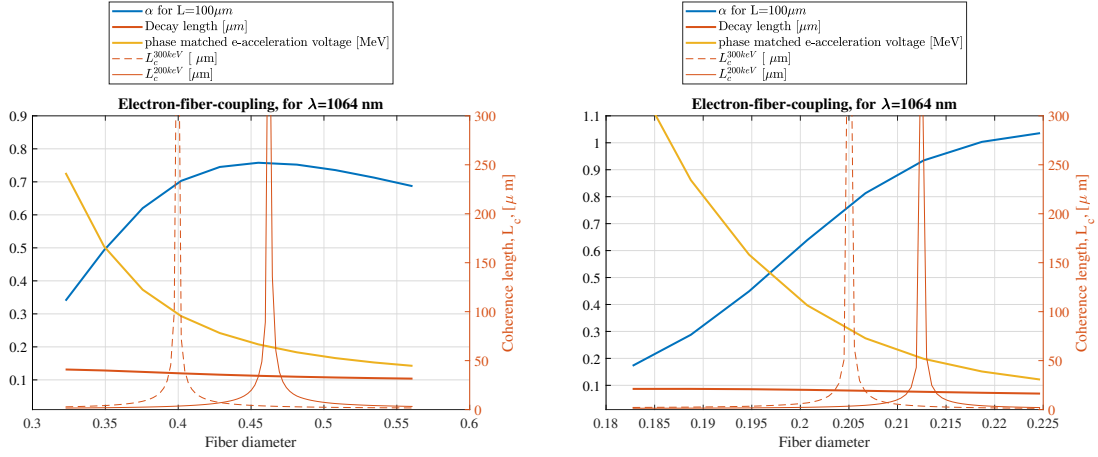 α for L=100μm
Decay length [μm]
phase matched e-acceleration voltage [MeV]
L_c^{300keV} [ μm]
L_c^{200keV} [μm]
Electron-fiber-coupling, for λ=1064 nm
0.9
0.8
0.7
0.6
0.5
0.4
0.3
0.2
0.1
300
250
200
150
100
50
0
Coherence length, L_c, [μ m]
0.3 0.35 0.4 0.45 0.5 0.55 0.6
Fiber diameter
α for L=100μm
Decay length [μm]
phase matched e-acceleration voltage [MeV]
L_c^{300keV} [ μm]
L_c^{200keV} [μm]
Electron-fiber-coupling, for λ=1064 nm
1.1
1
0.9
0.8
0.7
0.6
0.5
0.4
0.3
0.2
0.1
300
250
200
150
100
50
0
Coherence length, L_c, [μ m]
0.18 0.185 0.19 0.195 0.2 0.205 0.21 0.215 0.22 0.225
Fiber diameter